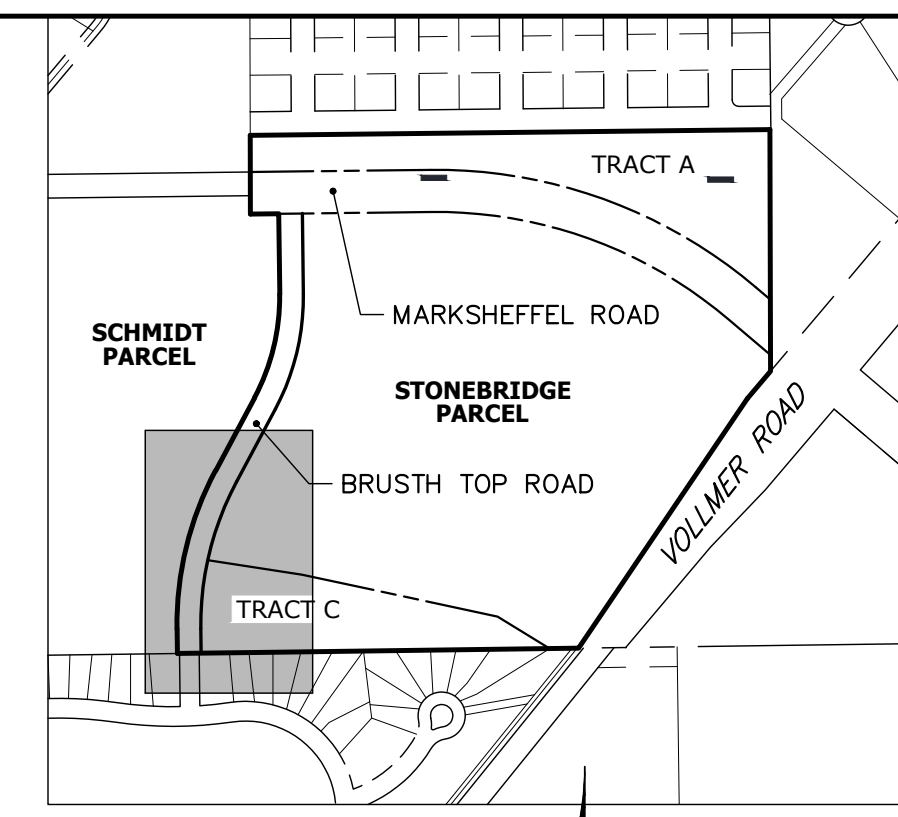 TRACT A
MARKSHEFFEL ROAD
SCHMIDT
PARCEL
STONEBRIDGE
PARCEL
VOLLMER ROAD
BRUSTH TOP ROAD
TRACT C